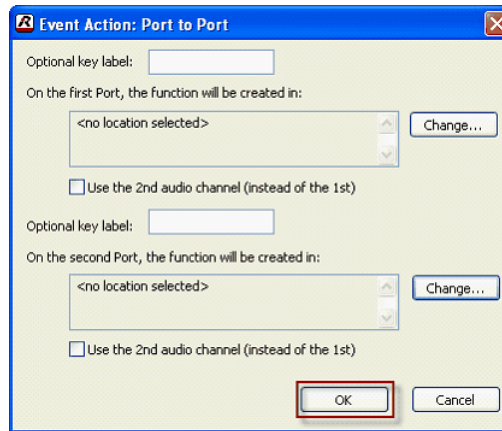 R Event Action: Port to Port
Optional key label:
On the first Port, the function will be created in:
<no location selected>
Change...
Use the 2nd audio channel (instead of the 1st)
Optional key label:
On the second Port, the function will be created in:
<no location selected>
Change...
Use the 2nd audio channel (instead of the 1st)
OK Cancel